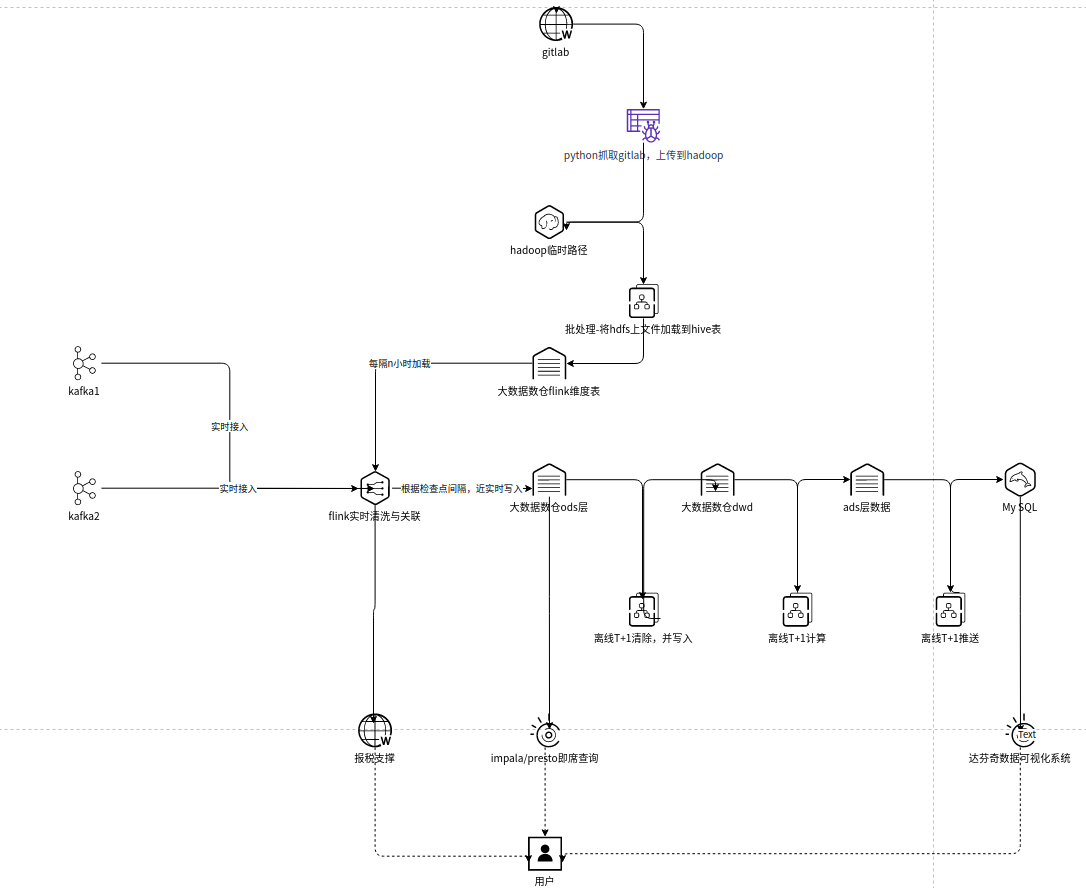 gitlab
python抓取gitlab，上传到hadoop
hadoop临时路径
批处理-将hdfs上文件加载到hive表
每隔n小时加载
大数据数仓flink维度表
kafka1
实时接入
kafka2
实时接入
根据检查点间隔，近实时写入
flink实时清洗与关联
大数据数仓ods层
大数据数仓dwd
ads层数据
My SQL
离线T+1清除，并写入
离线T+1计算
离线T+1推送
W
W
Text
报税支撑
impala/presto即席查询
达芬奇数据可视化系统
用户